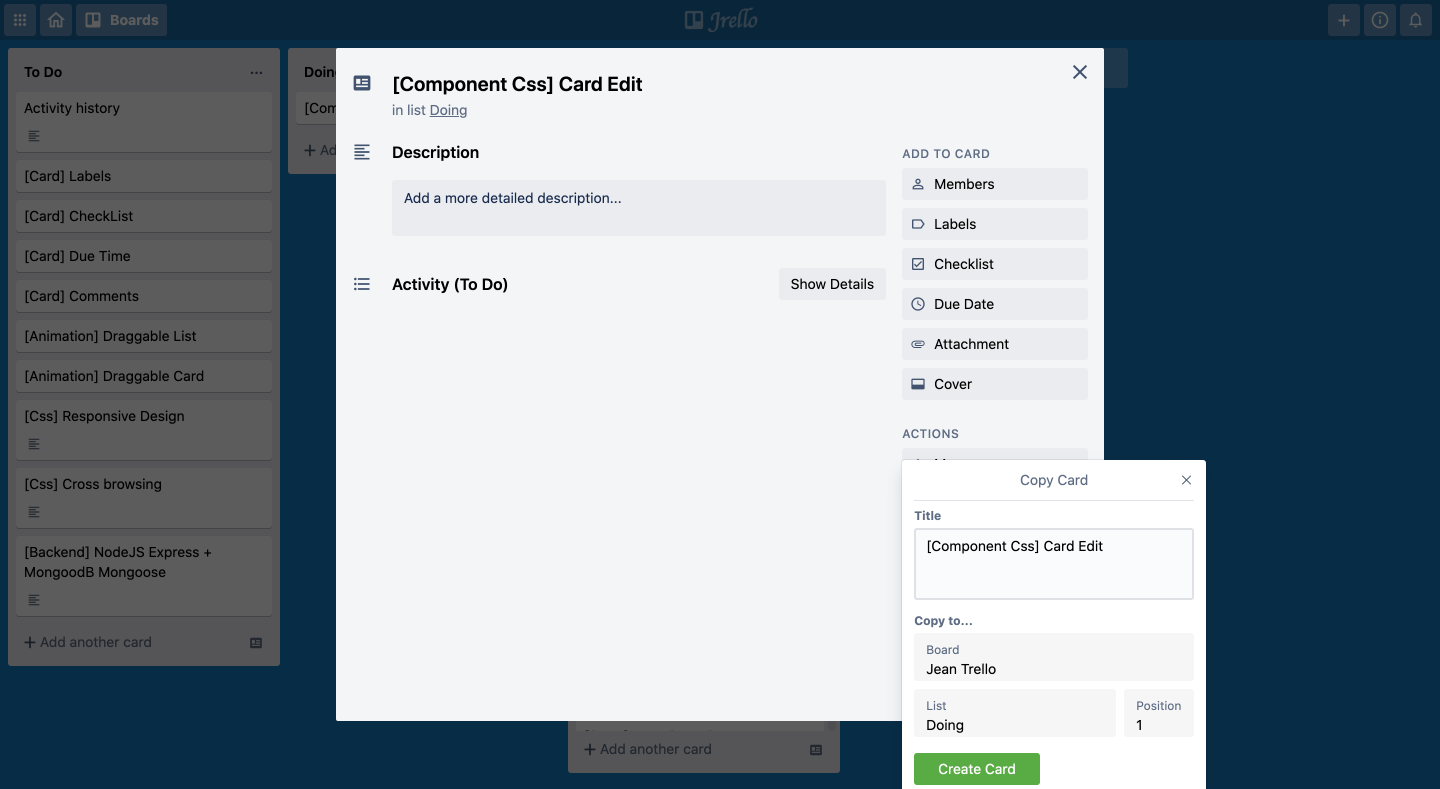 Boards
Jrello
To Do
Activity history
[Card] Labels
[Card] CheckList
[Card] Due Time
[Card] Comments
[Animation] Draggable List
[Animation] Draggable Card
[Css] Responsive Design
[Css] Cross browsing
[Backend] NodeJS Express +
MongoodB Mongoose
Add another card
[Component Css] Card Edit
in list Doing
Description
Add a more detailed description...
Activity (To Do)
Show Details
ADD TO CARD
Members
Labels
Checklist
Due Date
Attachment
Cover
ACTIONS
Copy Card
Title
[Component Css] Card Edit
Copy to...
Board
Jean Trello
List
Doing
Position
1
Create Card
Add another card